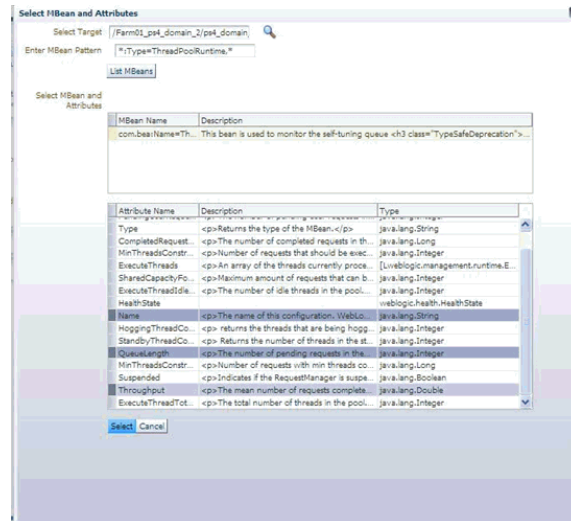 Select MBean and Attributes
Select Target /Farm01_ps4_domain_2/ps4_domain,
Enter MBean Pattern *:Type=ThreadPoolRuntime,*
List MBeans
Select MBean and
Attributes
MBean Name Description
com.bea:Name=Th... This bean is used to monitor the self-tuning queue <h3 class="TypeSafeDeprecation">...
Attribute Name Description Type
java.lang.Integer
Type <p>Returns the type of the MBean.</p> java.lang.String
CompletedRequest... <p>The number of completed requests in th... java.lang.Long
MinThreadsConstr... <p>Number of requests that should be exec... java.lang.Integer
ExecuteThreads <p>An array of the threads currently proce... [Lweblogic.management.runtime.E...
SharedCapacityFo... <p>Maximum amount of requests that can b... java.lang.Integer
ExecuteThreadIdle... <p>The number of idle threads in the pool.... java.lang.Integer
HealthState weblogic.health.HealthState
Name <p>The name of this configuration. WebLo... java.lang.String
HoggingThreadCo... <p> returns the threads that are being hogg... java.lang.Integer
StandbyThreadCo... <p> Returns the number of threads in the st... java.lang.Integer
QueueLength <p>The number of pending requests in the... java.lang.Integer
MinThreadsConstr... <p>Number of requests with min threads co... java.lang.Long
Suspended <p>Indicates if the RequestManager is suspe... java.lang.Boolean
Throughput <p>The mean number of requests complete... java.lang.Double
ExecuteThreadTot... <p>The total number of threads in the pool... java.lang.Integer
Select Cancel